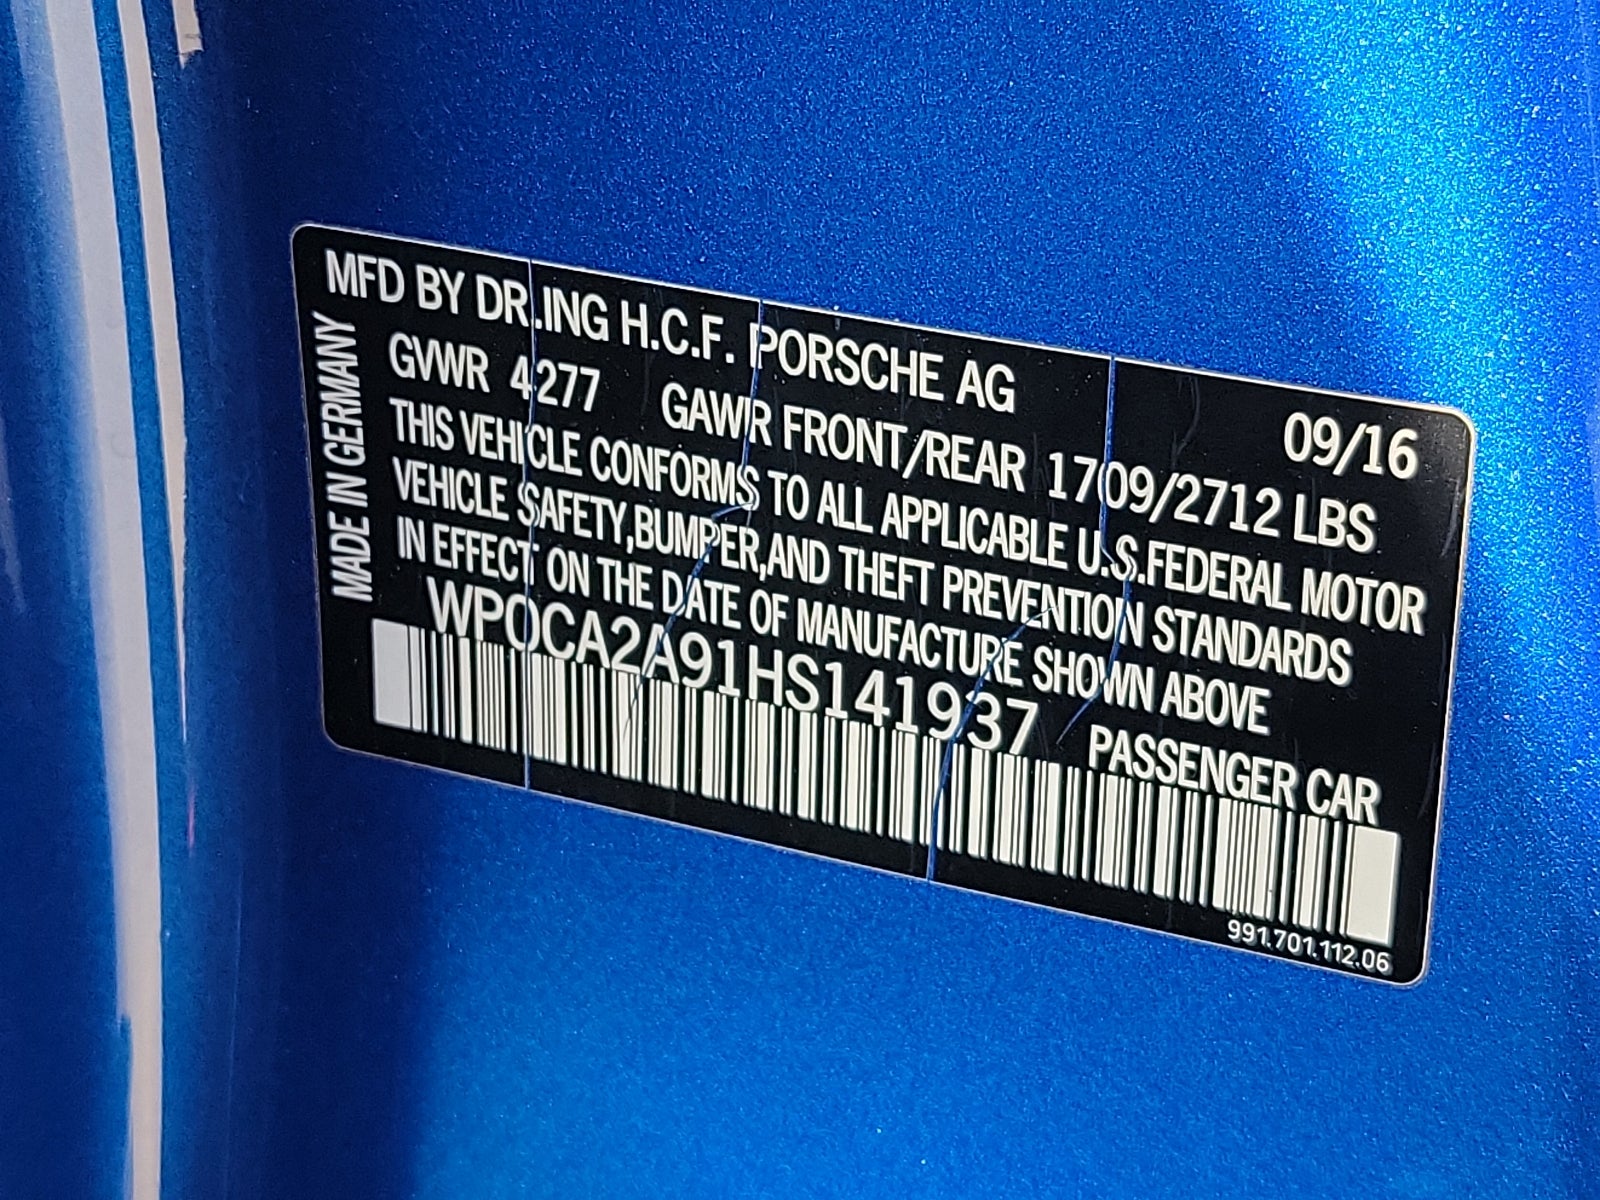 MFD BY DR.ING H.C.F. PORSCHE AG 09/16
GVWR 4277 GAWR FRONT/REAR 1709/2712 LBS
THIS VEHICLE CONFORMS TO ALL APPLICABLE U.S.FEDERAL MOTOR
VEHICLE SAFETY,BUMPER,AND THEFT PREVENTION STANDARDS
IN EFFECT ON THE DATE OF MANUFACTURE SHOWN ABOVE
WP0CA2A91HS141937 PASSENGER CAR
MADE IN GERMANY
991.701.112.06